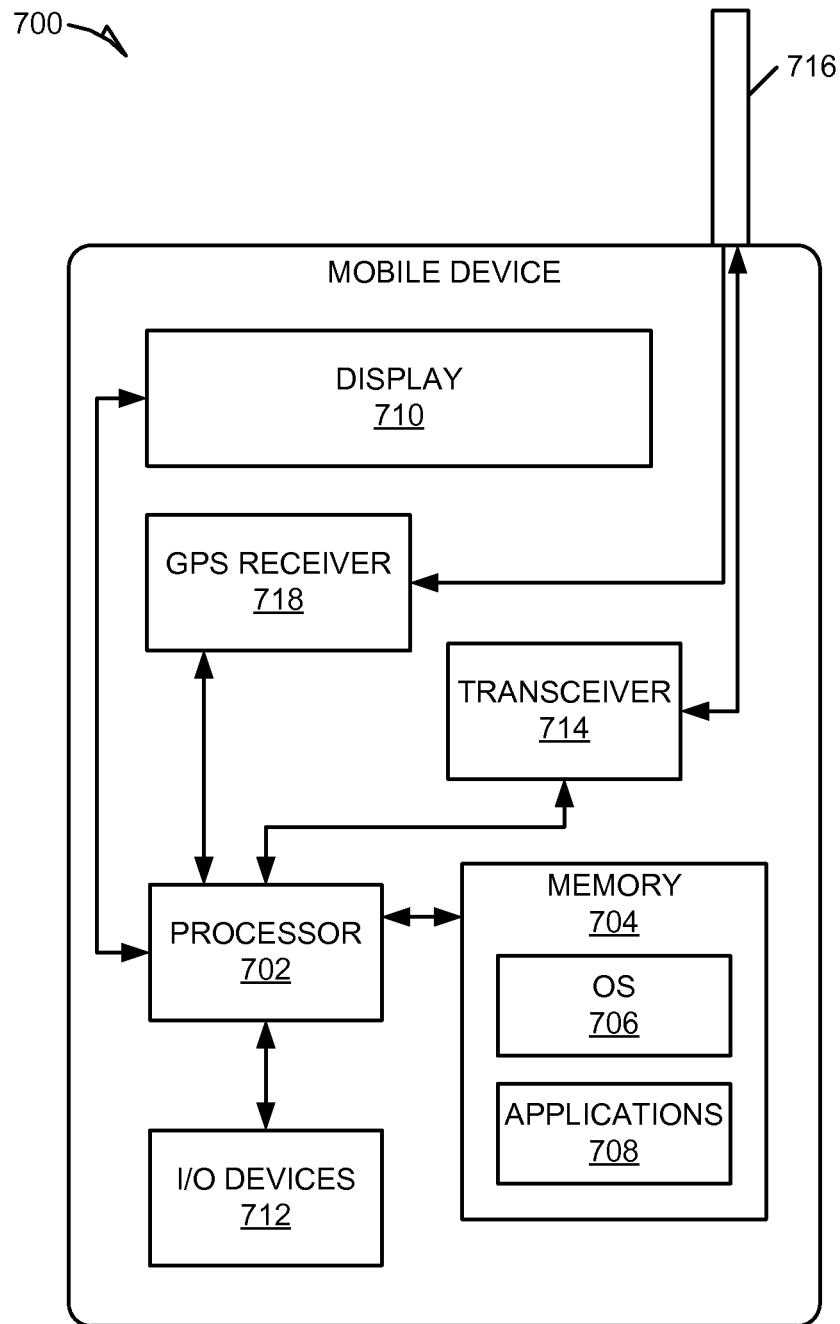 700
716
MOBILE DEVICE
DISPLAY
710
GPS RECEIVER
718
TRANSCEIVER
714
PROCESSOR
702
MEMORY
704
OS
706
APPLICATIONS
708
I/O DEVICES
712